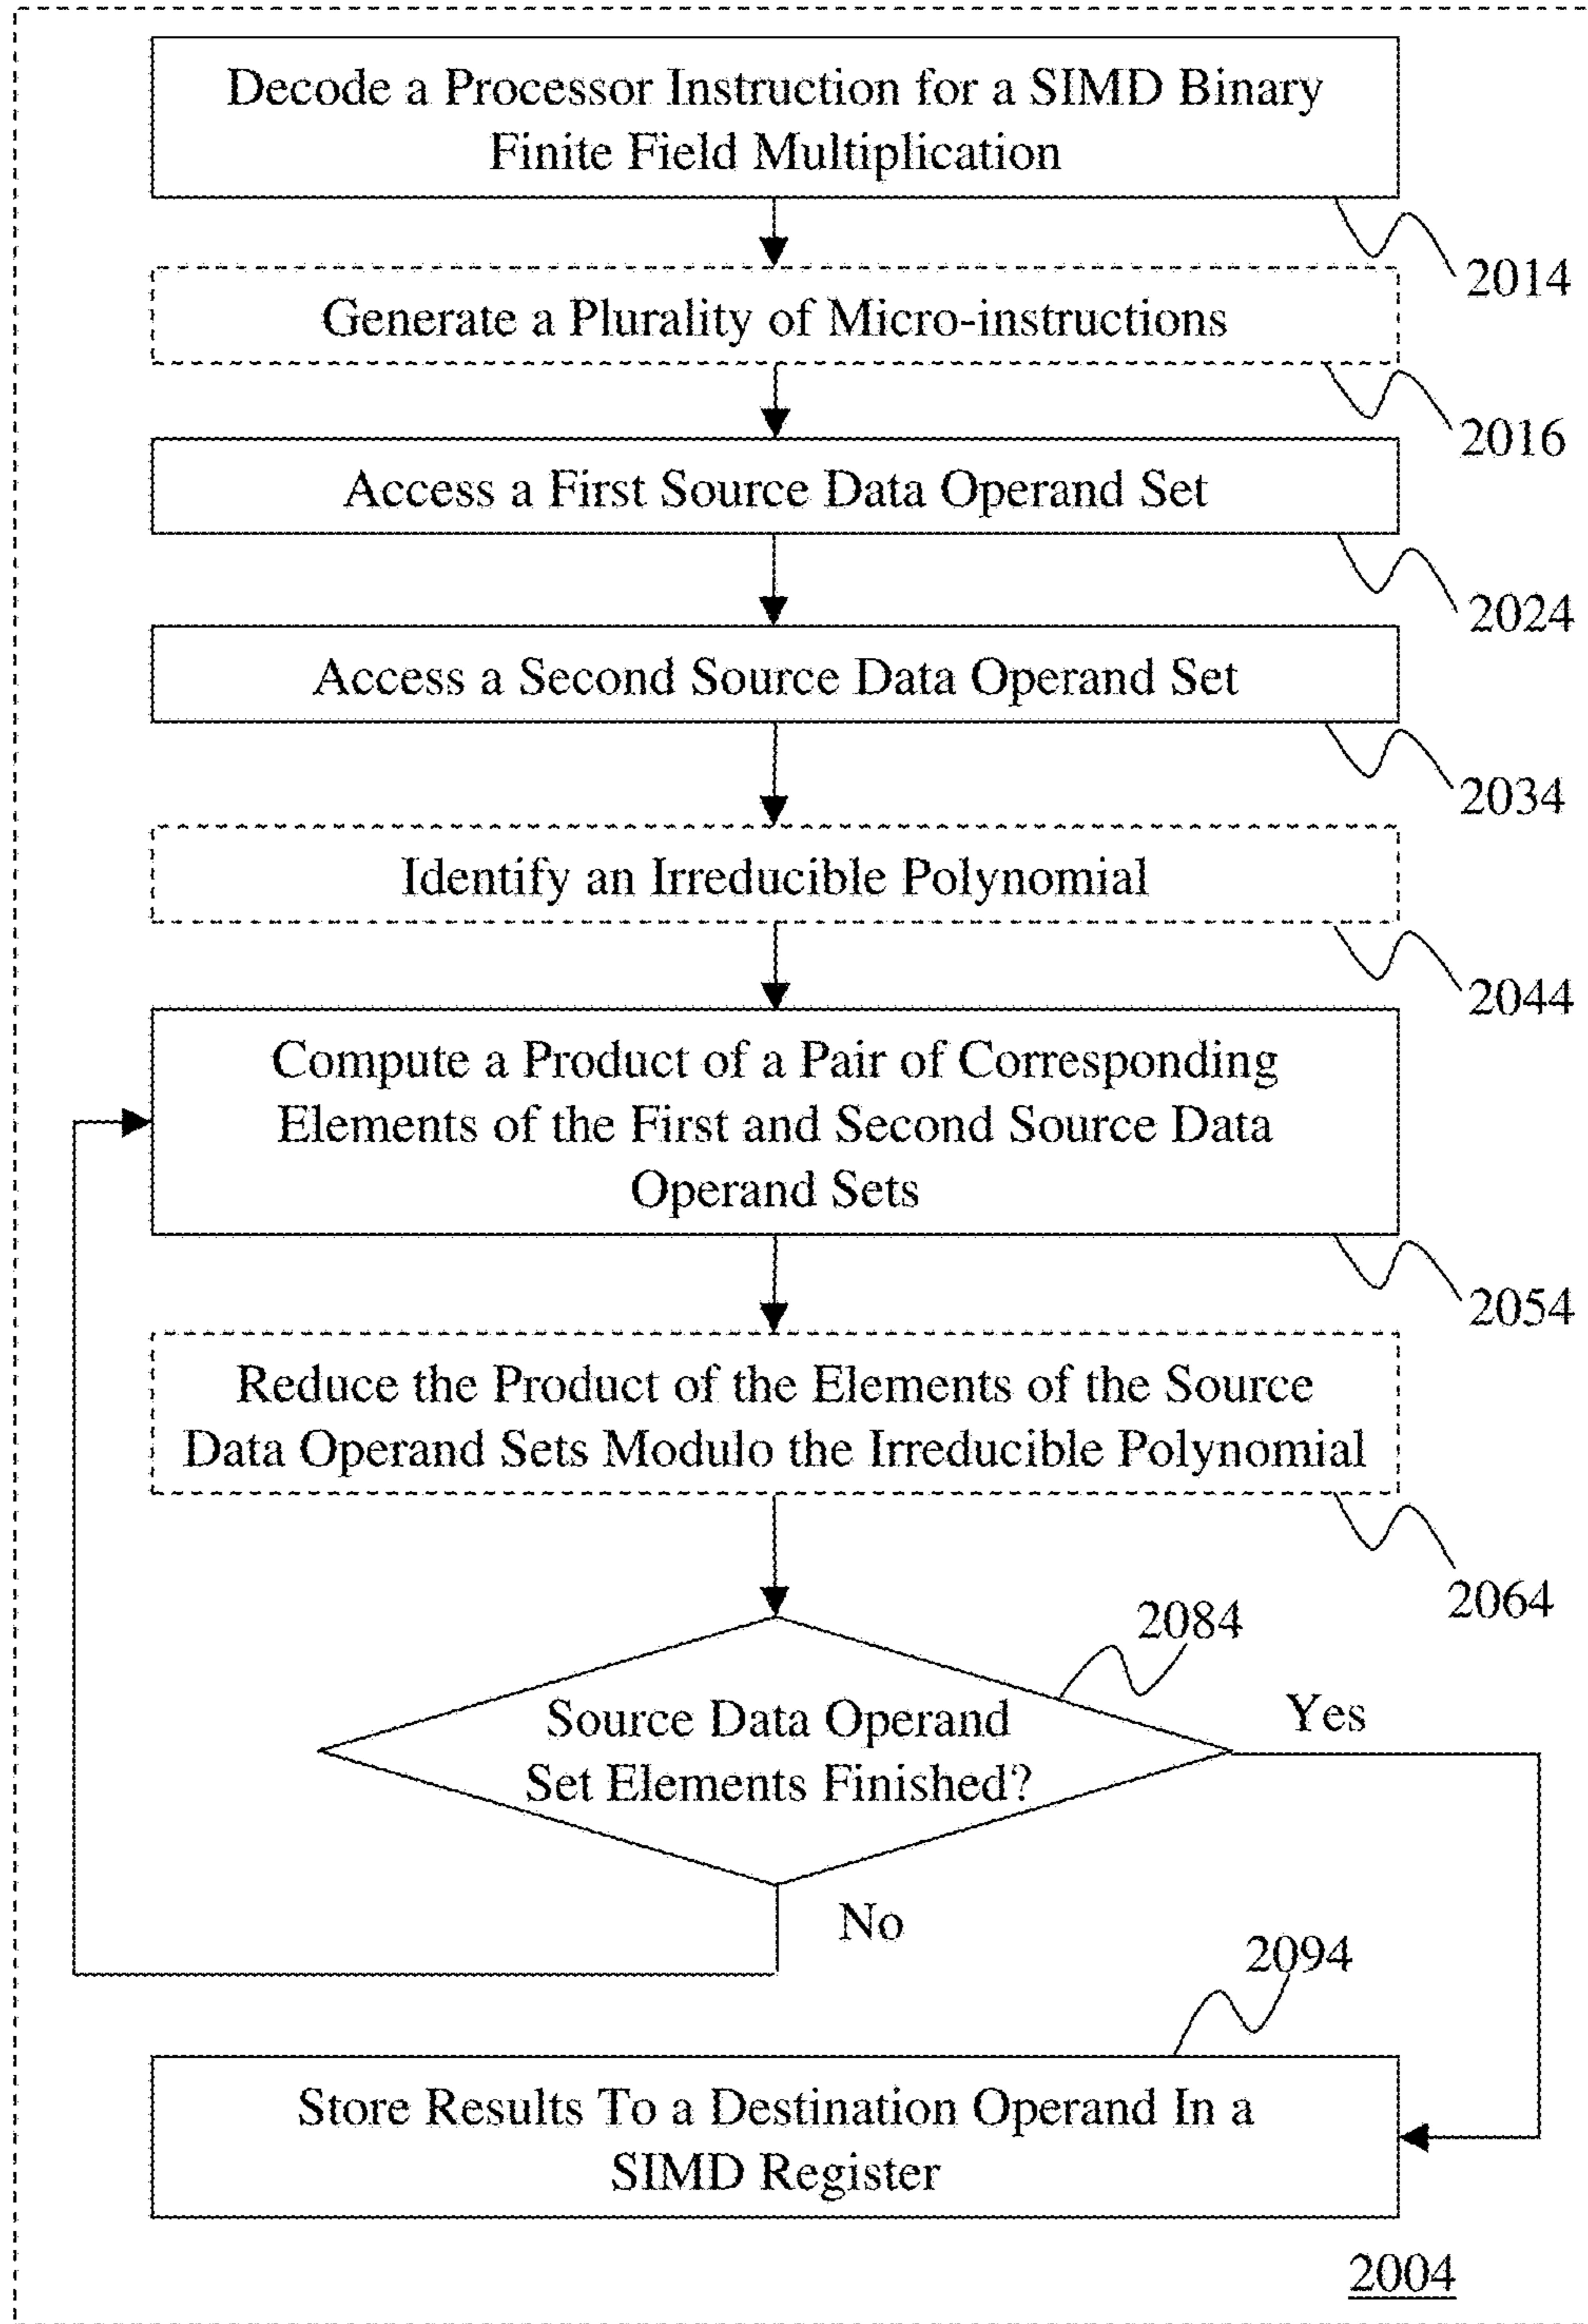 Decode a Processor Instruction for a SIMD Binary
Finite Field Multiplication
2014
Generate a Plurality of Micro-instructions
2016
Access a First Source Data Operand Set
2024
Access a Second Source Data Operand Set
2034
Identify an Irreducible Polynomial
2044
Compute a Product of a Pair of Corresponding
Elements of the First and Second Source Data
Operand Sets
2054
Reduce the Product of the Elements of the Source
Data Operand Sets Modulo the Irreducible Polynomial
2064
2084
Source Data Operand
Set Elements Finished?
Yes
No
2094
Store Results To a Destination Operand In a
SIMD Register
2004